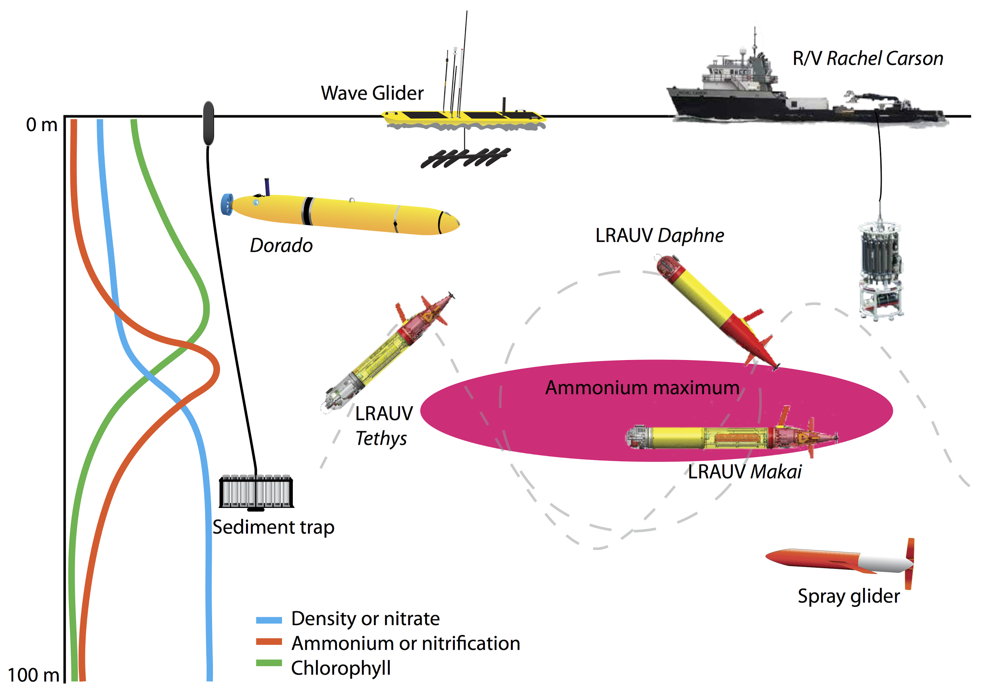 R/V Rachel Carson
Wave Glider
0 m
LRAUV Daphne
Dorado
Ammonium maximum
LRAUV
Tethys
LRAUV Makai
Sediment trap
Spray glider
Density or nitrate
Ammonium or nitrification
Chlorophyll
100 m